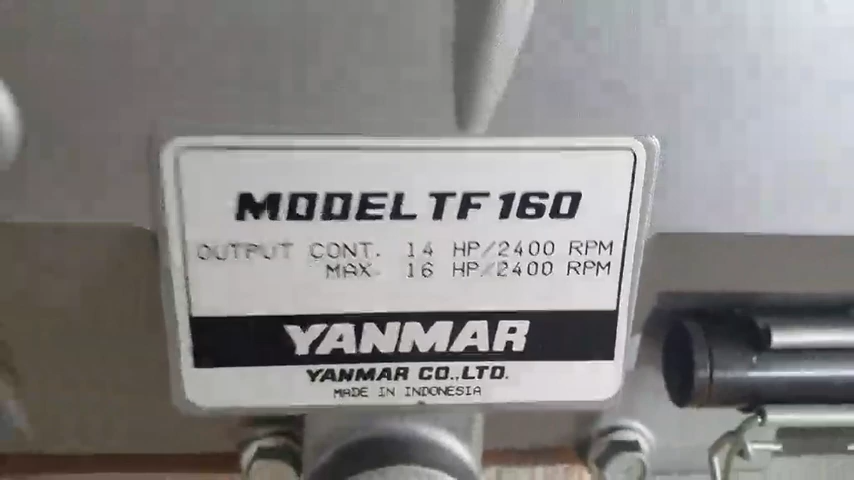 MODEL TF160
OUTPUT CONT. 14 HP/2400 RPM
MAX. 16 HP/2400 RPM
YANMAR
YANMAR CO.,LTD.
MADE IN INDONESIA